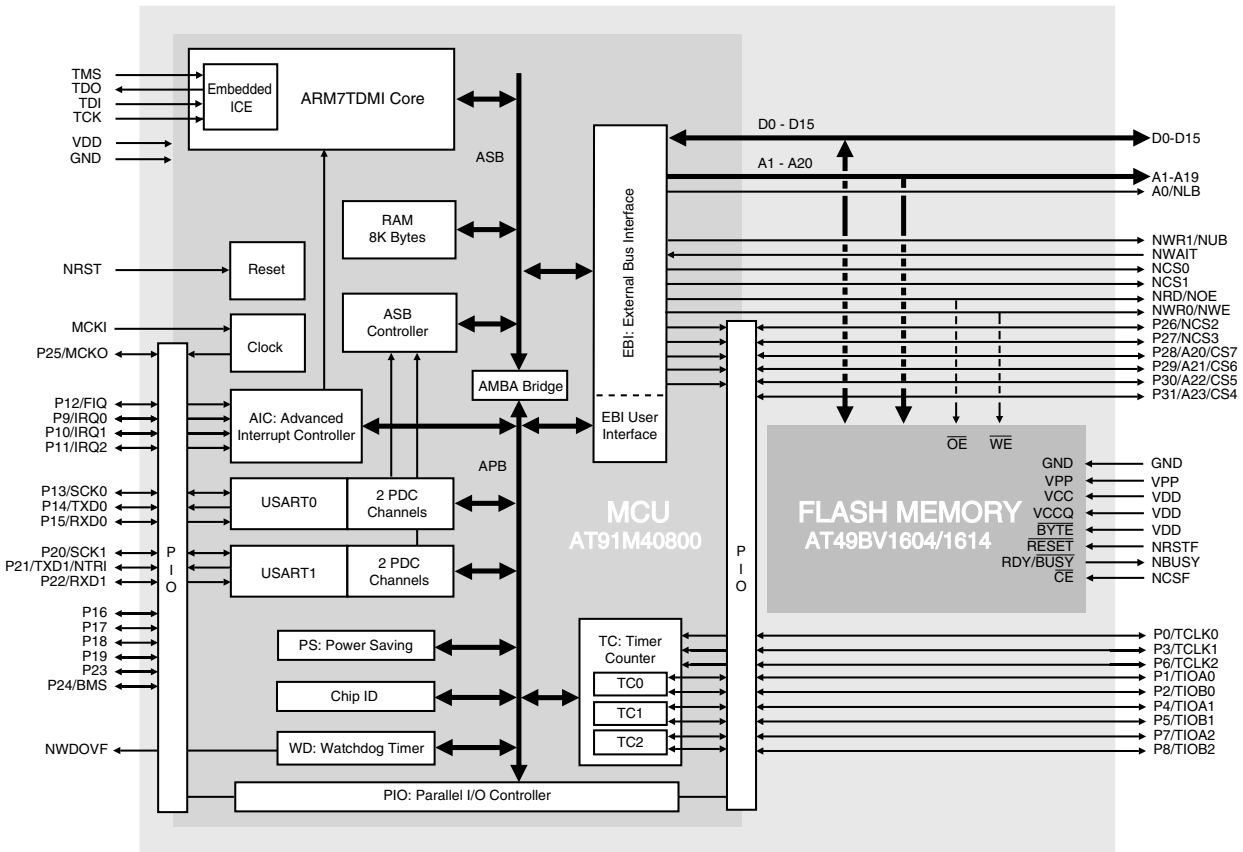 TMS
TDO
TDI
TCK
VDD
GND
NRST
MCKI
P25/MCKO
P12/FIQ
P9/IRQ0
P10/IRQ1
P11/IRQ2
P13/SCK0
P14/TXD0
P15/RXD0
P20/SCK1
P21/TXD1/NTRI
P22/RXD1
P16
P17
P18
P19
P23
P24/BMS
NWDOVF
PIO
Embedded
ICE
ARM7TDMI Core
ASB
RAM
8K Bytes
Reset
Clock
ASB
Controller
AMBA Bridge
AIC: Advanced
Interrupt Controller
APB
USART0
2 PDC
Channels
USART1
2 PDC
Channels
PS: Power Saving
Chip ID
WD: Watchdog Timer
PIO: Parallel I/O Controller
EBI: External Bus Interface
EBI User
Interface
MCU
AT91M40800
TC: Timer
Counter
TC0
TC1
TC2
PIO
D0 - D15
A1 - A20
FLASH MEMORY
AT49BV1604/1614
OE
WE
GND
VPP
VCC
VCCQ
BYTE
RESET
RDY/BUSY
CE
D0-D15
A1-A19
A0/NLB
NWR1/NUB
NWAIT
NCS0
NCS1
NRD/NOE
NWR0/NWE
P26/NCS2
P27/NCS3
P28/A20/CS7
P29/A21/CS6
P30/A22/CS5
P31/A23/CS4
GND
VPP
VDD
VDD
VDD
NRSTF
NBUSY
NCSF
P0/TCLK0
P3/TCLK1
P6/TCLK2
P1/TIOA0
P2/TIOB0
P4/TIOA1
P5/TIOB1
P7/TIOA2
P8/TIOB2